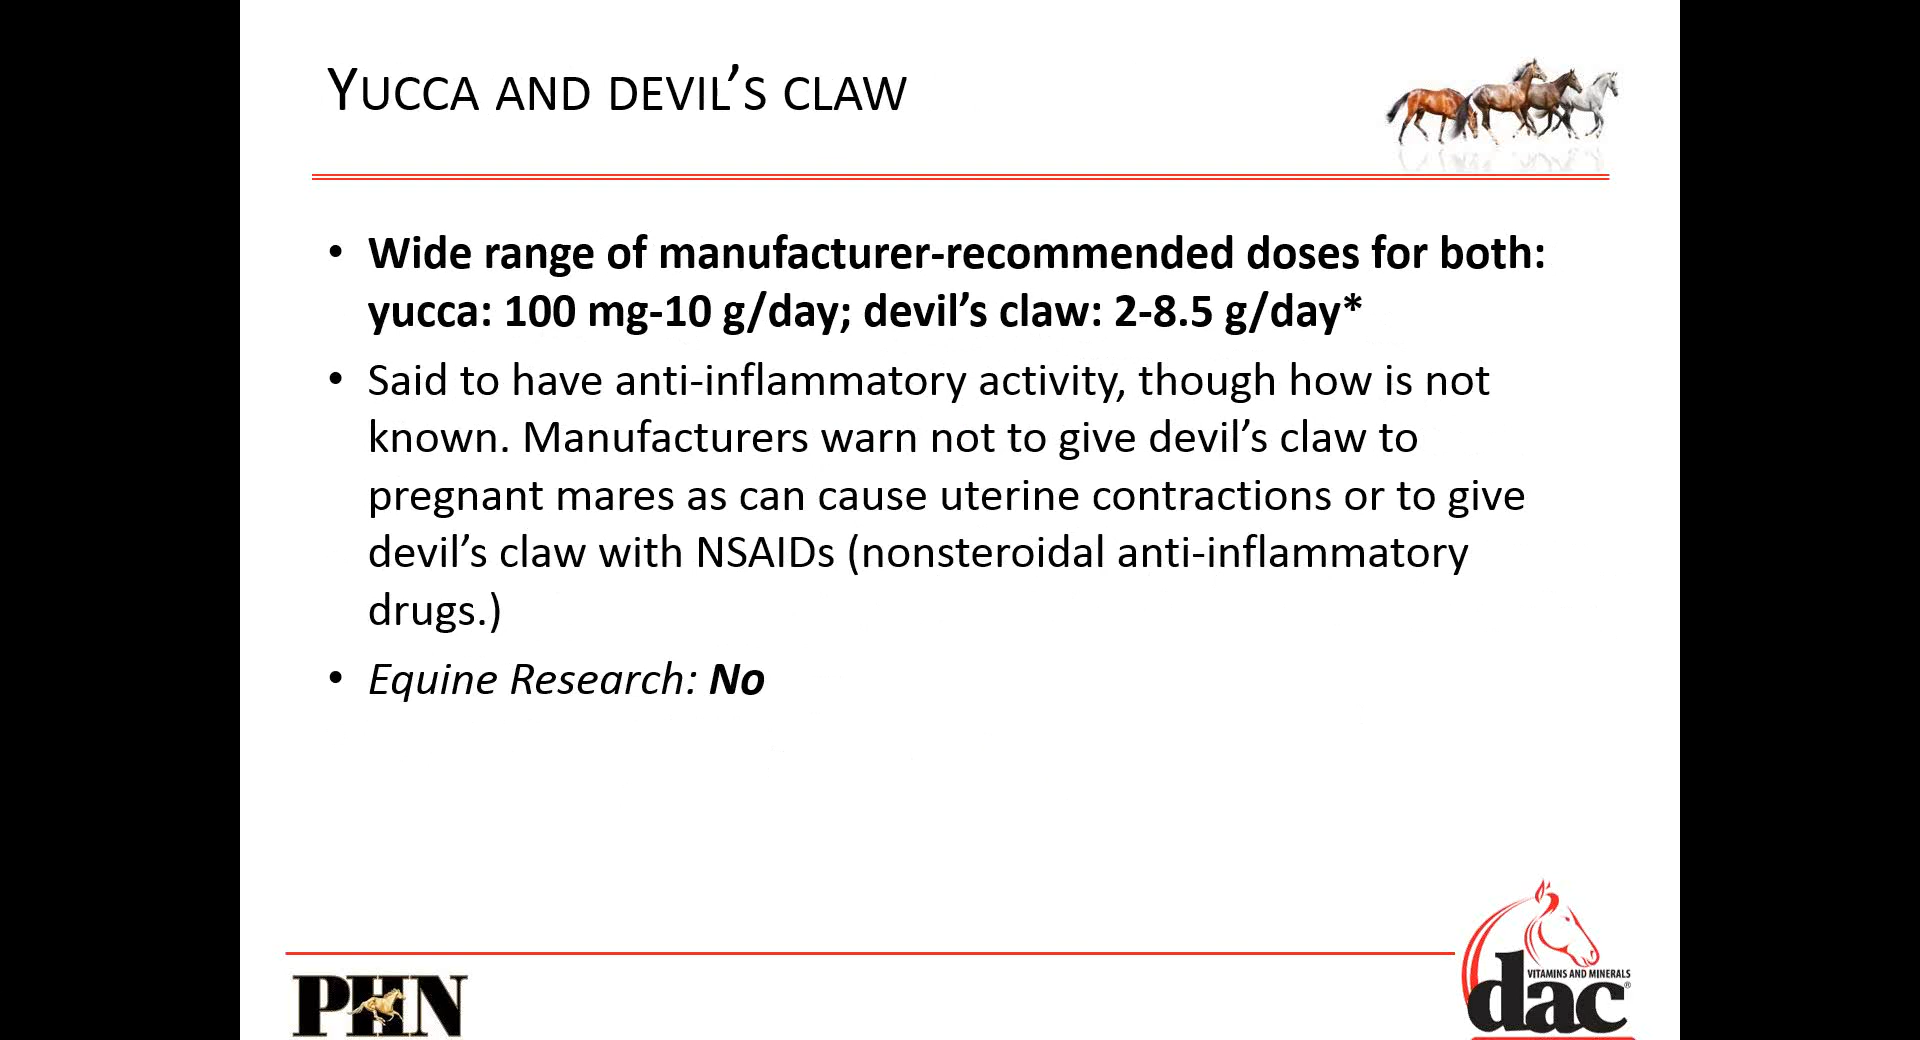 YUCCA AND DEVIL’S CLAW
• Wide range of manufacturer-recommended doses for both:
yucca: 100 mg-10 g/day; devil’s claw: 2-8.5 g/day*
• Said to have anti-inflammatory activity, though how is not
known. Manufacturers warn not to give devil’s claw to
pregnant mares as can cause uterine contractions or to give
devil’s claw with NSAIDs (nonsteroidal anti-inflammatory
drugs.)
• Equine Research: No
PHN
VITAMINS AND MINERALS
dac®